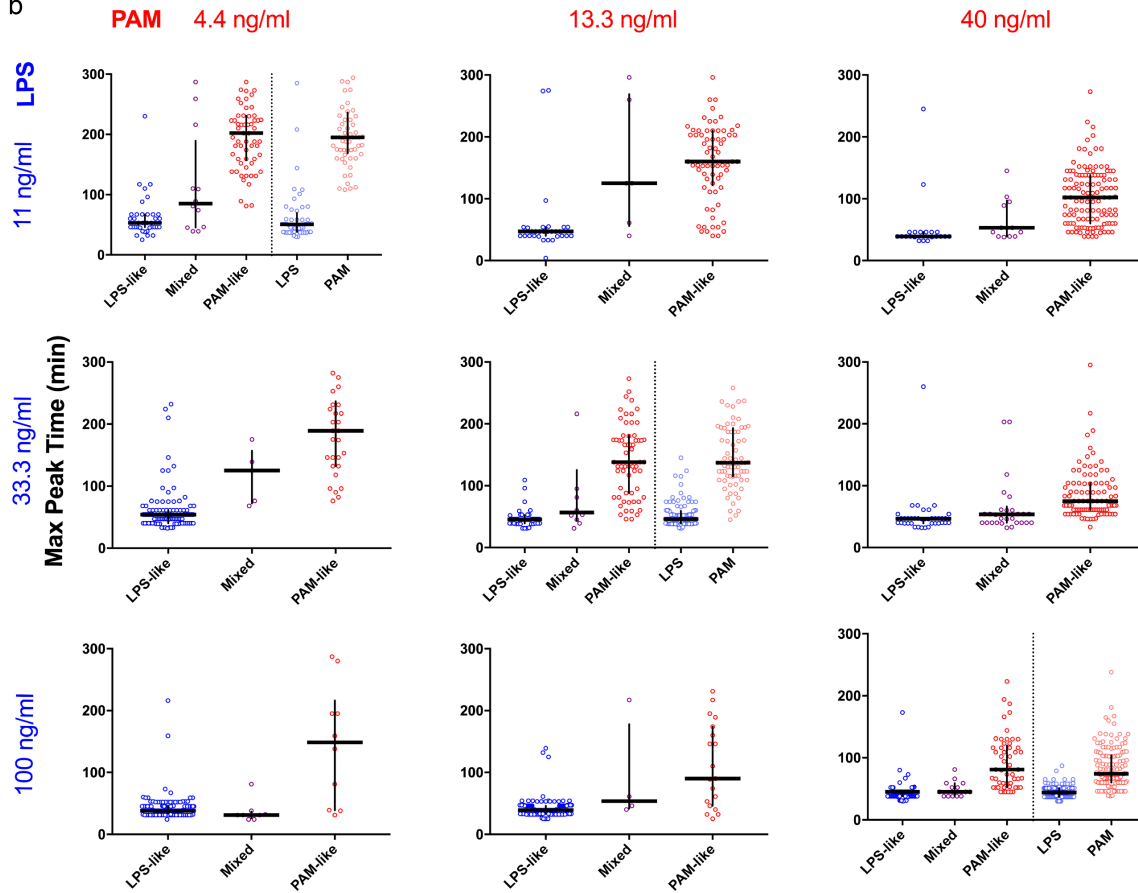 b
PAM 4.4 ng/ml 13.3 ng/ml 40 ng/ml
LPS
11 ng/ml
300
200
100
0
LPS-like Mixed PAM-like LPS PAM
300
200
100
0
LPS-like Mixed PAM-like
300
200
100
0
LPS-like Mixed PAM-like
33.3 ng/ml
Max Peak Time (min)
300
200
100
0
LPS-like Mixed PAM-like
300
200
100
0
LPS-like Mixed PAM-like LPS PAM
300
200
100
0
LPS-like Mixed PAM-like
100 ng/ml
300
200
100
0
LPS-like Mixed PAM-like
300
200
100
0
LPS-like Mixed PAM-like
300
200
100
0
LPS-like Mixed PAM-like LPS PAM